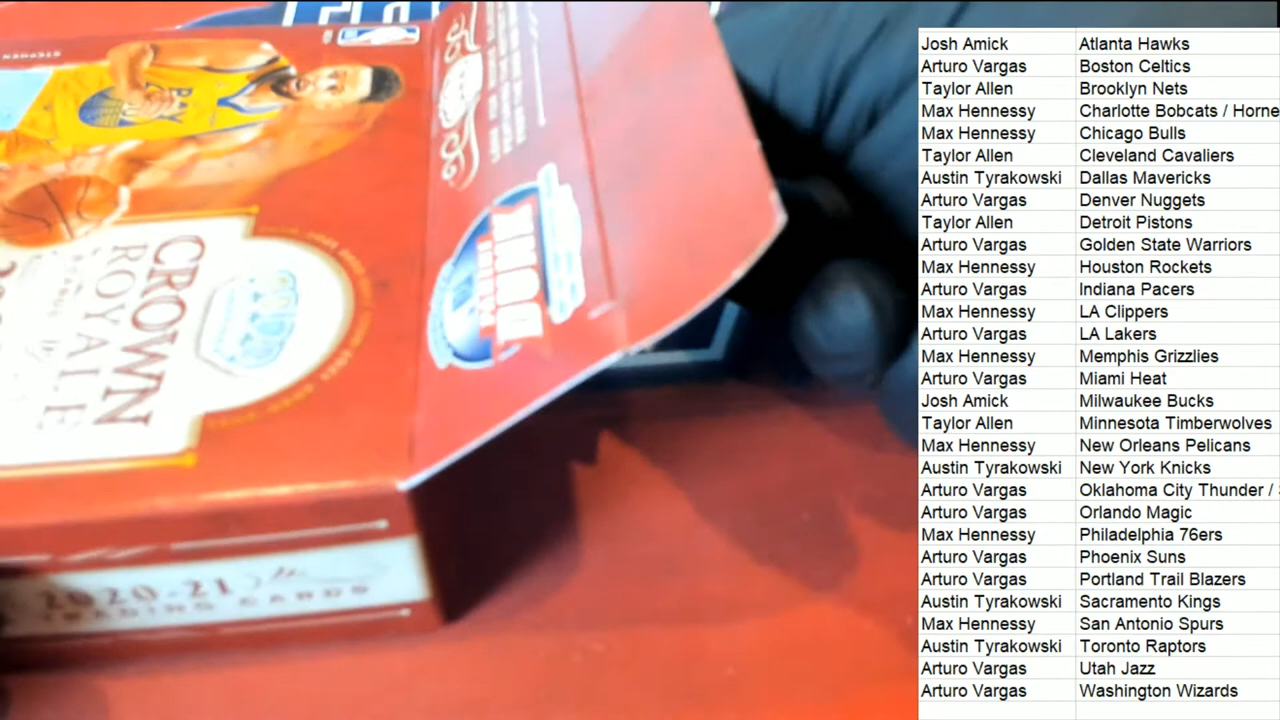 STEPHEN
CROWN
ROYALE
2020-21
TRADING CARDS
Josh Amick Atlanta Hawks
Arturo Vargas Boston Celtics
Taylor Allen Brooklyn Nets
Max Hennessy Charlotte Bobcats / Horne
Max Hennessy Chicago Bulls
Taylor Allen Cleveland Cavaliers
Austin Tyrakowski Dallas Mavericks
Arturo Vargas Denver Nuggets
Taylor Allen Detroit Pistons
Arturo Vargas Golden State Warriors
Max Hennessy Houston Rockets
Arturo Vargas Indiana Pacers
Max Hennessy LA Clippers
Arturo Vargas LA Lakers
Max Hennessy Memphis Grizzlies
Arturo Vargas Miami Heat
Josh Amick Milwaukee Bucks
Taylor Allen Minnesota Timberwolves
Max Hennessy New Orleans Pelicans
Austin Tyrakowski New York Knicks
Arturo Vargas Oklahoma City Thunder /
Arturo Vargas Orlando Magic
Max Hennessy Philadelphia 76ers
Arturo Vargas Phoenix Suns
Arturo Vargas Portland Trail Blazers
Austin Tyrakowski Sacramento Kings
Max Hennessy San Antonio Spurs
Austin Tyrakowski Toronto Raptors
Arturo Vargas Utah Jazz
Arturo Vargas Washington Wizards